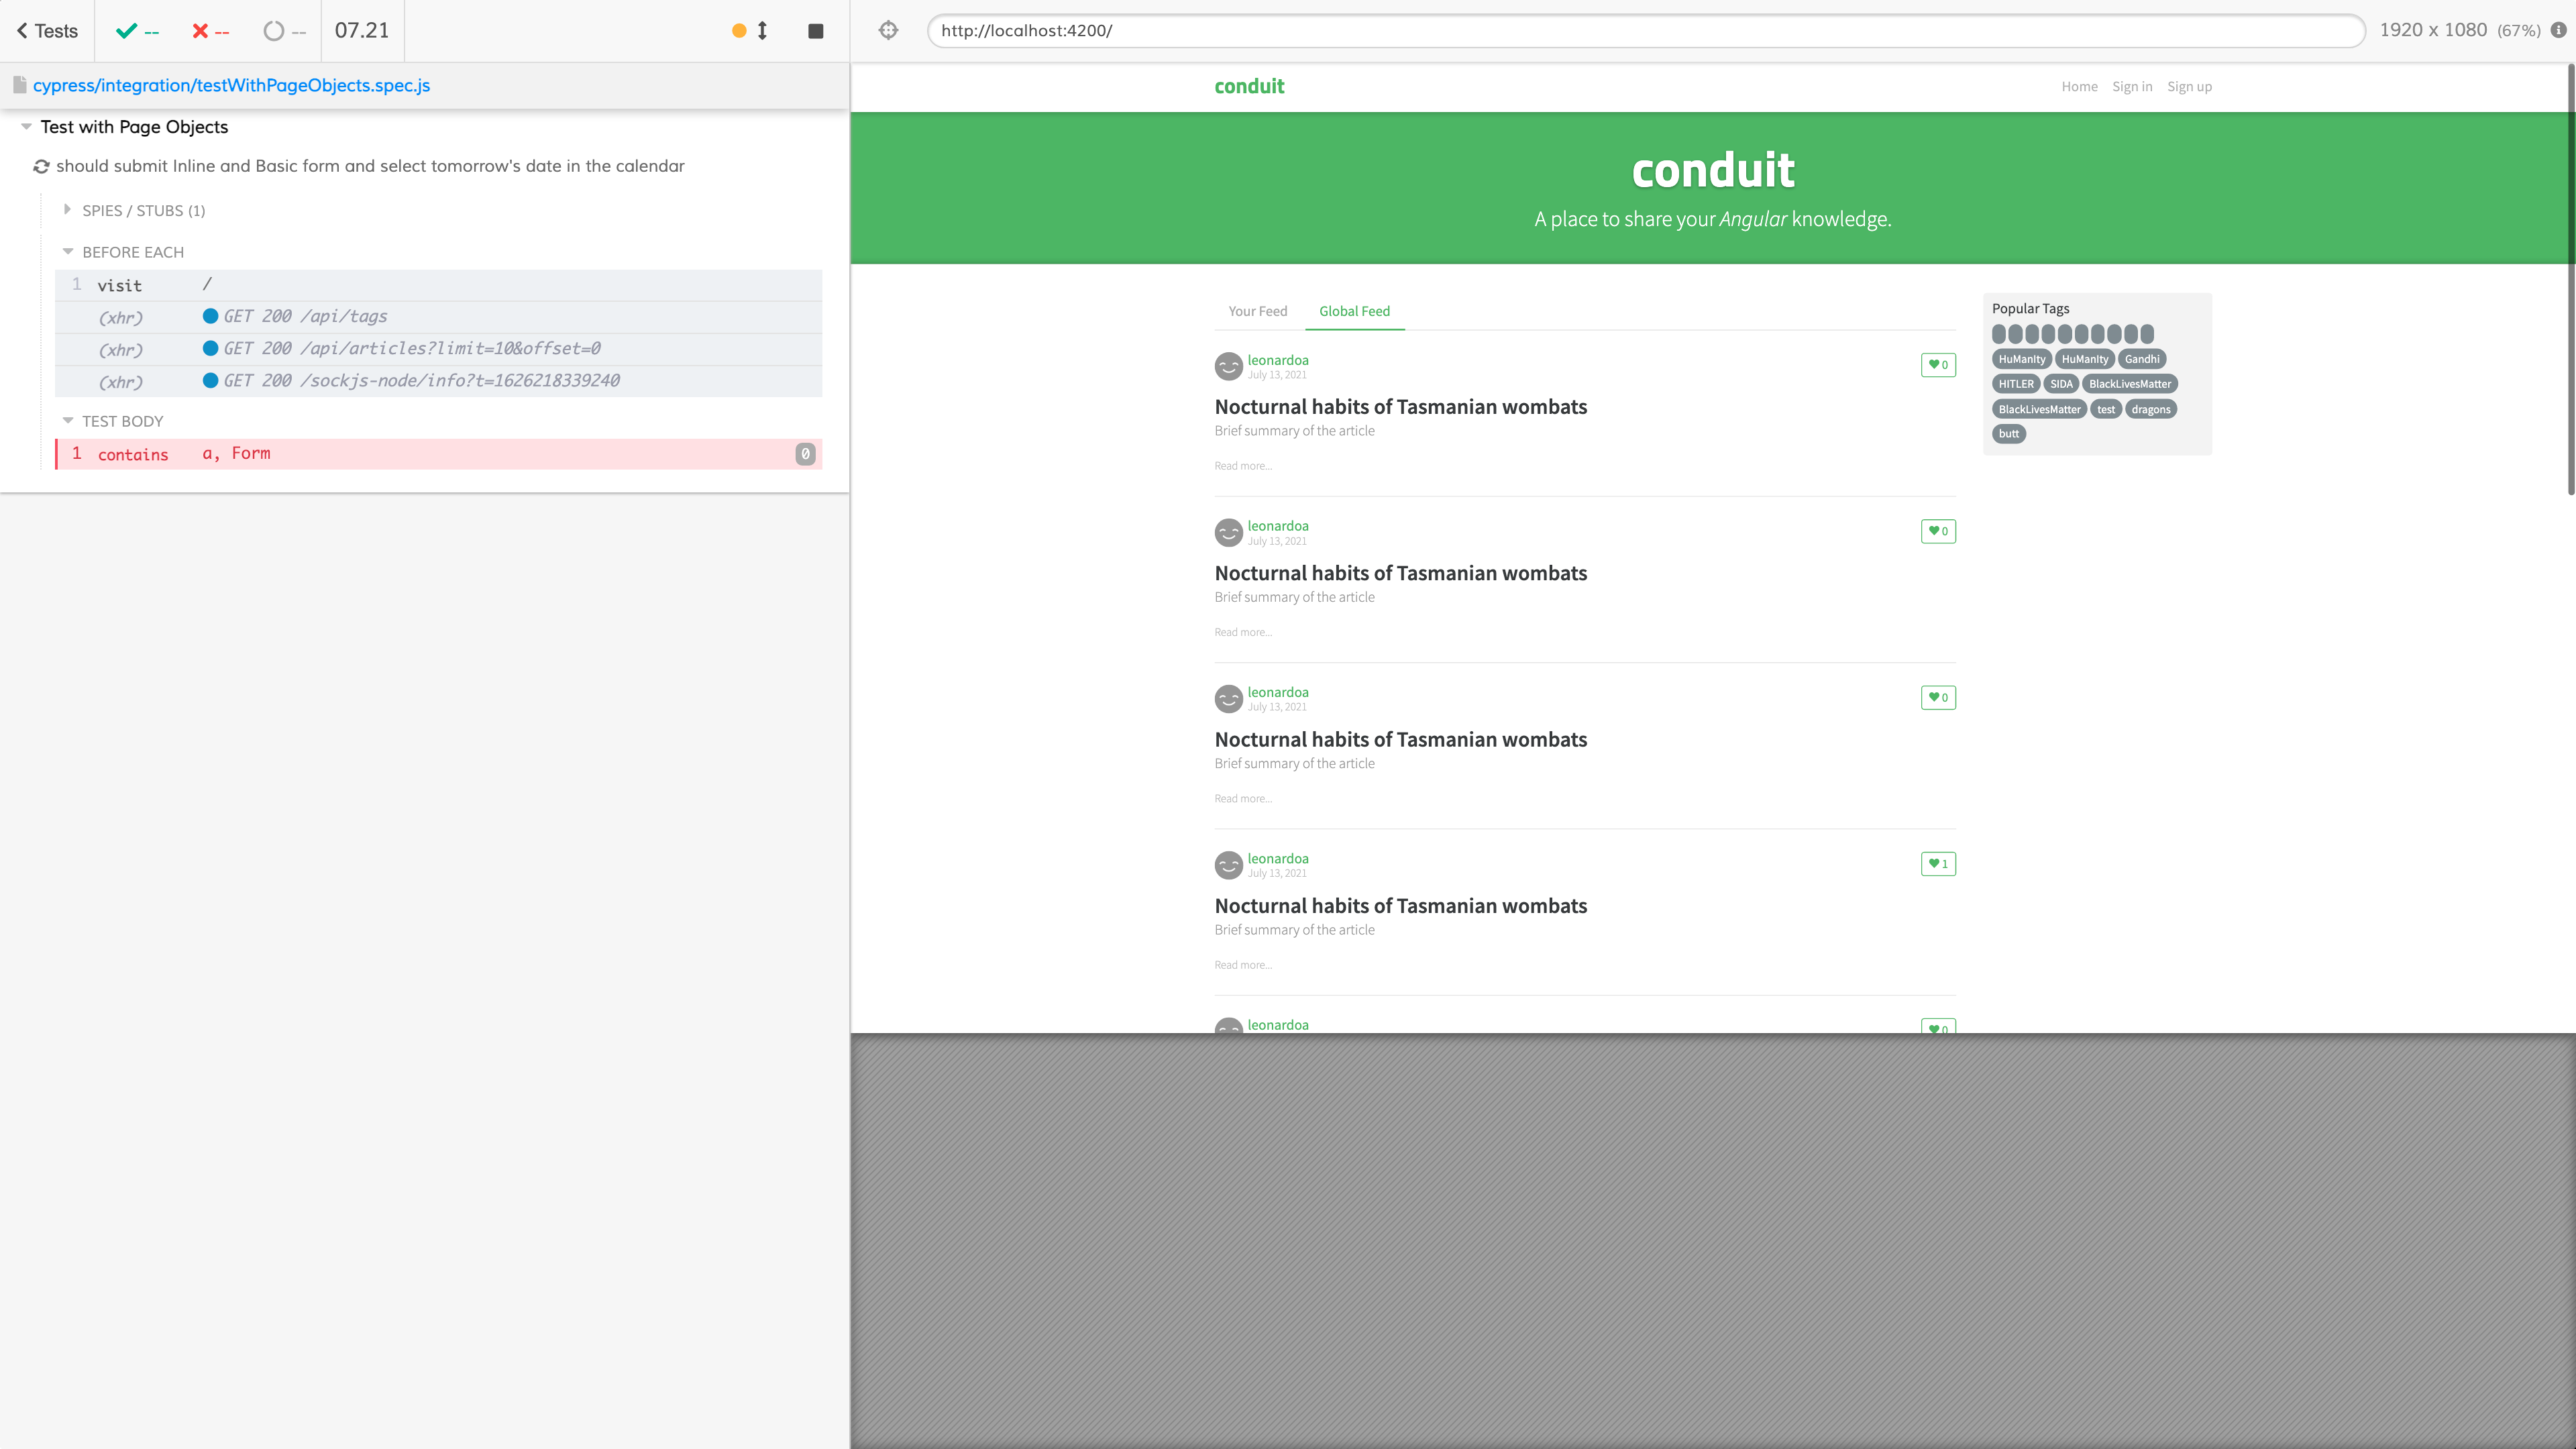 Tests
--
--
--
07.21
http://localhost:4200/
1920 x 1080 (67%)
cypress/integration/testWithPageObjects.spec.js
Test with Page Objects
should submit Inline and Basic form and select tomorrow's date in the calendar
SPIES / STUBS (1)
BEFORE EACH
1 visit /
(xhr) GET 200 /api/tags
(xhr) GET 200 /api/articles?limit=10&offset=0
(xhr) GET 200 /sockjs-node/info?t=1626218339240
TEST BODY
1 contains a, Form 0
conduit
Home Sign in Sign up
conduit
A place to share your Angular knowledge.
Your Feed Global Feed
leonardoa
July 13, 2021
0
Nocturnal habits of Tasmanian wombats
Brief summary of the article
Read more...
leonardoa
July 13, 2021
0
Nocturnal habits of Tasmanian wombats
Brief summary of the article
Read more...
leonardoa
July 13, 2021
0
Nocturnal habits of Tasmanian wombats
Brief summary of the article
Read more...
leonardoa
July 13, 2021
1
Nocturnal habits of Tasmanian wombats
Brief summary of the article
Read more...
leonardoa
0
Popular Tags
HuManIty HuManIty Gandhi
HITLER SIDA BlackLivesMatter
BlackLivesMatter test dragons
butt